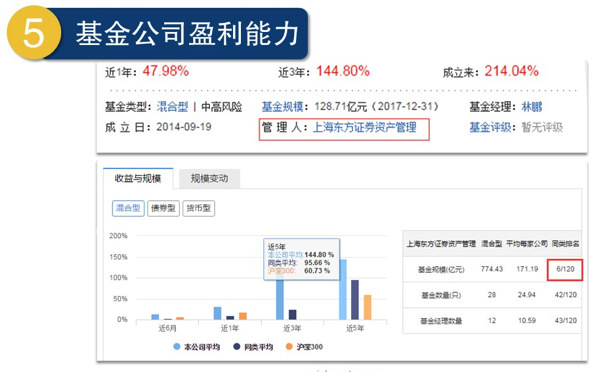 5 基金公司盈利能力
近1年：47.98% 近3年：144.80% 成立来：214.04%
基金类型：混合型 | 中高风险 基金规模：128.71亿元（2017-12-31） 基金经理：林鹏
成 立 日：2014-09-19 管 理 人：上海东方证券资产管理 基金评级：暂无评级
收益与规模 规模变动
混合型 债券型 货币型
200%
150%
100%
50%
0%
近5年
本公司平均:144.80 %
同类平均: 95.66 %
沪深300: 60.73 %
近6月 近1年 近3年 近5年
本公司平均 同类平均 沪深300
上海东方证券资产管理 混合型 平均每家公司 同类排名
基金规模(亿元) 774.43 171.19 6/120
基金数量(只) 28 24.94 42/120
基金经理数量 12 10.59 43/120